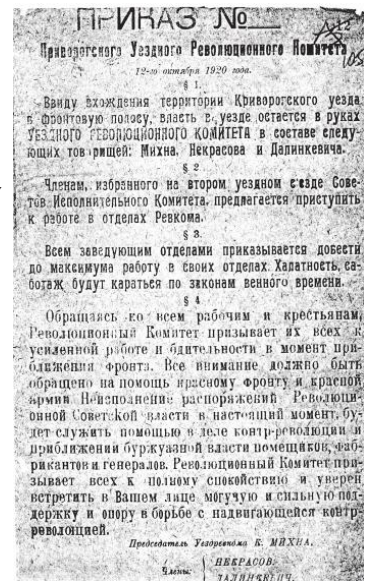 ПРИКАЗ №
Криворогского Уездного Революционного Комитета
12-го октября 1920 года.
§ 1.
Ввиду вхождения территории Криворогского уезда
в фронтовую полосу, власть в уезде остается в руках
УЕЗДНОГО РЕВОЛЮЦИОННОГО КОМИТЕТА в составе следу-
ющих тов рищей: Михна, Некрасова и Далинкевича.
§ 2
Членам, избранного на втором уездном с'езде Сове-
тов Исполнительного Комитета, предлагается приступить
к работе в отделах Ревкома.
§ 3.
Всем заведующим отделами приказывается довести
до максимума работу в своих отделах. Халатность, са-
ботаж будут караться по законам венного времени.
§ 4
Обращаясь ко всем рабочим и крестьянам,
Революционный Комитет призывает их всех к
усиленной работе и бдительности в момент при-
ближения фронта. Все внимание должно быть
обращено на помощь красному фронту и красной
армии Неисполнение распоряжений Революци-
онной Советской власти в настоящий момент, бу-
дет служить помощью в деле контр-революции и
приближении буржуазной власти помещиков, фаб-
рикантов и генералов. Революционный Комитет при-
зывает всех к полному спокойствию и уверен
встретить в Вашем лице могучую и сильную под-
держку и опору в борьбе с надвигающейся контр-
революцией.
Председатель Уездревкома К. МИХНА.
Члены: НЕКРАСОВ.
ДАЛИНКЕВИЧ.